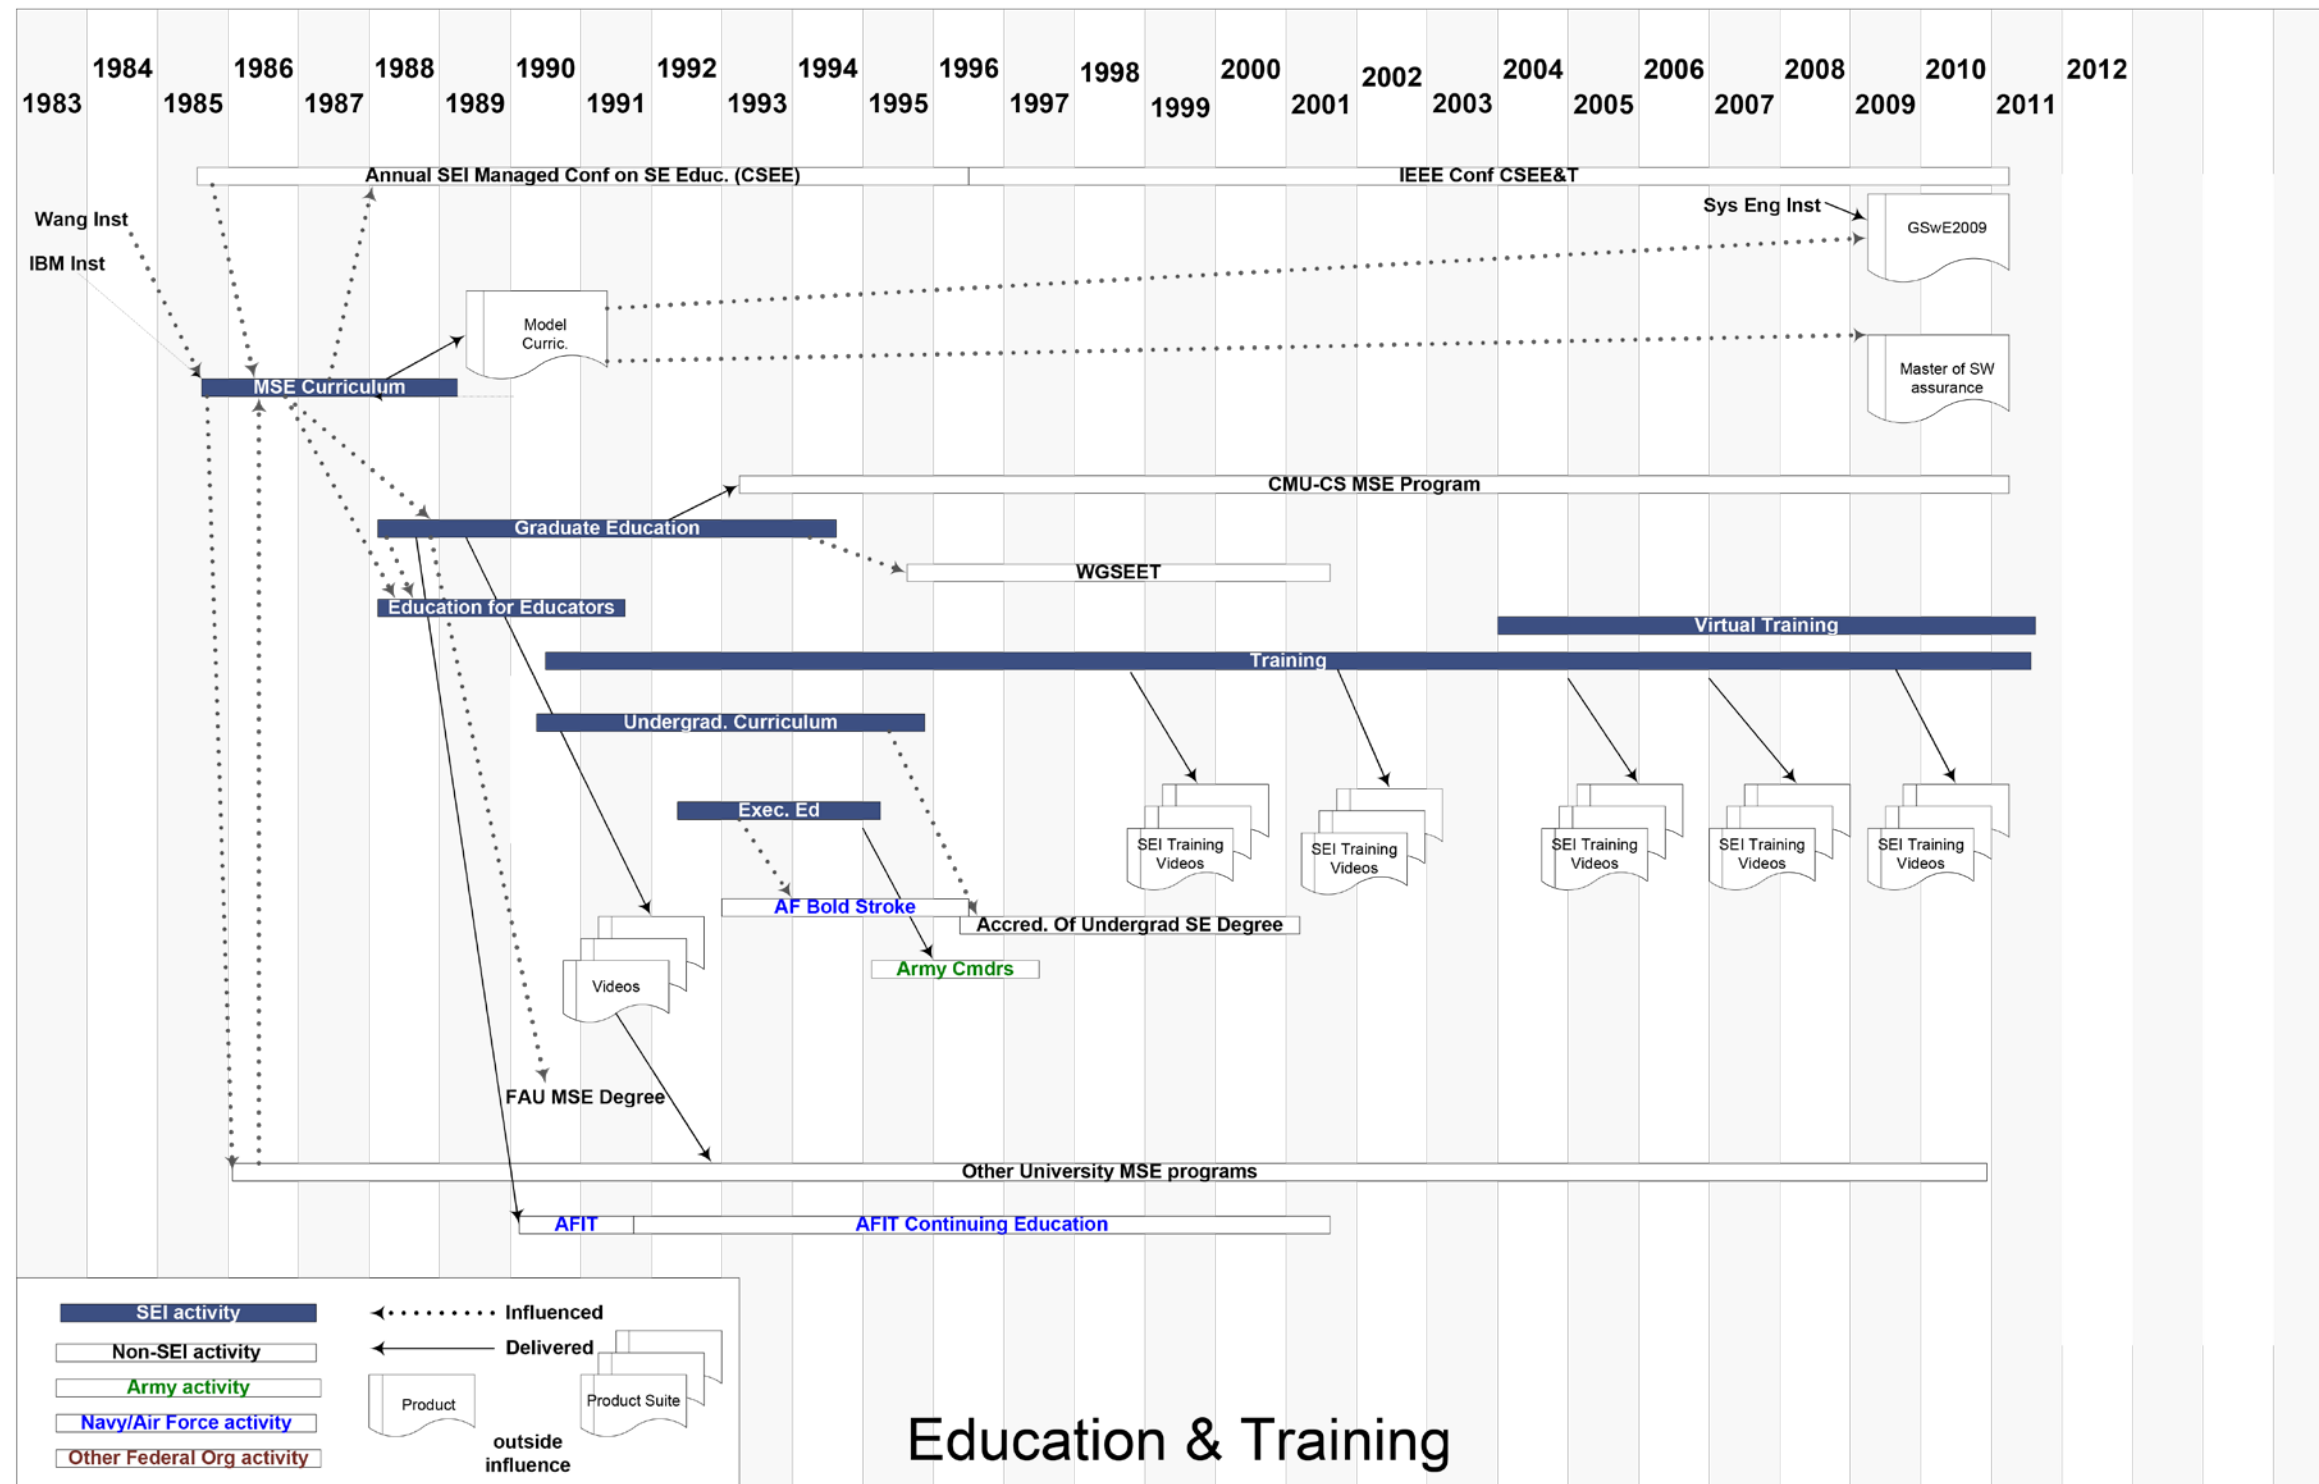 1984 1986 1988 1990 1992 1994 1996 1998 2000 2002 2004 2006 2008 2010 2012
1983 1985 1987 1989 1991 1993 1995 1997 1999 2001 2003 2005 2007 2009 2011
Annual SEI Managed Conf on SE Educ. (CSEE)
IEEE Conf CSEE&T
Wang Inst
Sys Eng Inst
GSwE2009
IBM Inst
Model
Curric.
Master of SW
assurance
MSE Curriculum
CMU-CS MSE Program
Graduate Education
WGSEET
Education for Educators
Virtual Training
Training
Undergrad. Curriculum
Exec. Ed
SEI Training
Videos
SEI Training
Videos
SEI Training
Videos
SEI Training
Videos
SEI Training
Videos
AF Bold Stroke
Accred. Of Undergrad SE Degree
Army Cmdrs
Videos
FAU MSE Degree
Other University MSE programs
AFIT
AFIT Continuing Education
SEI activity
Non-SEI activity
Army activity
Navy/Air Force activity
Other Federal Org activity
Influenced
Delivered
Product
Product Suite
outside
influence
Education & Training